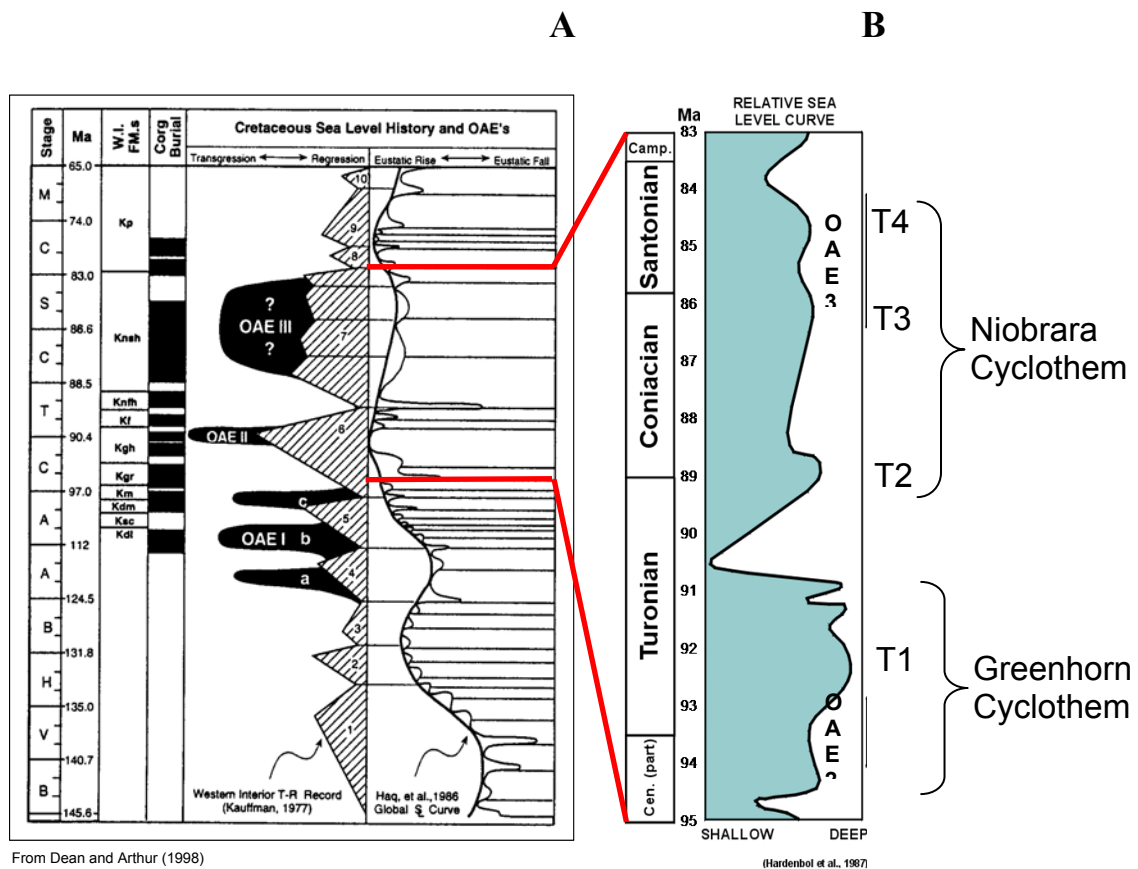 A
B
Stage
Ma
W.I. FM.s
Corg Burial
Cretaceous Sea Level History and OAE's
Transgression
Regression
Eustatic Rise
Eustatic Fall
65.0
M
74.0
C
83.0
S
86.6
C
88.5
T
90.4
C
97.0
A
112
A
124.5
B
131.8
H
135.0
V
140.7
B
145.6
Kp
Knsh
Knfh
Kf
Kgh
Kgr
Km
Kdm
Ksc
Kdl
10
9
8
?
OAE III
?
7
OAE II
6
c
5
OAE I b
a
4
3
2
1
Western Interior T-R Record
(Kauffman, 1977)
Haq, et al.,1986
Global SL Curve
From Dean and Arthur (1998)
RELATIVE SEA
LEVEL CURVE
Ma
83
84
85
86
87
88
89
90
91
92
93
94
95
Camp.
Santonian
Coniacian
Turonian
Cen. (part)
OAE3
OAE
SHALLOW
DEEP
(Hardenbol et al., 1987)
T4
T3
T2
T1
Niobrara
Cyclothem
Greenhorn
Cyclothem